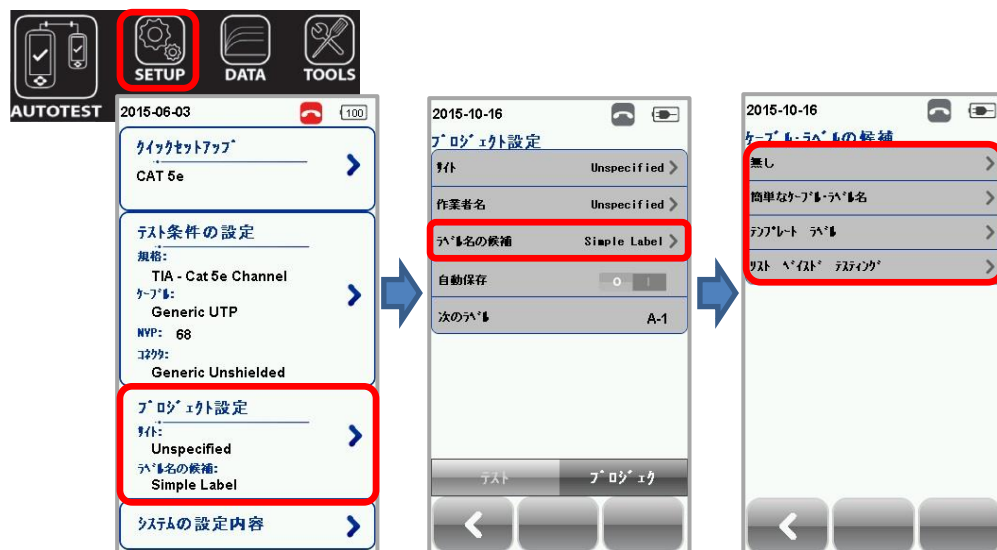 AUTOTEST
SETUP
DATA
TOOLS
2015-06-03
100
クイックセットアップ
CAT 5e
テスト条件の設定
規格:
TIA - Cat 5e Channel
ケーブル:
Generic UTP
NVP: 68
コネクタ:
Generic Unshielded
プロジェクト設定
サイト:
Unspecified
ラベル名の候補:
Simple Label
システムの設定内容
2015-10-16
プロジェクト設定
サイト Unspecified
作業者名 Unspecified
ラベル名の候補 Simple Label
自動保存 O I
次のラベル A-1
テスト プロジェク
2015-10-16
ケーブル・ラベルの候補
無し
簡単なケーブル・ラベル名
テンプレート ラベル
リスト ベイスド テスティング